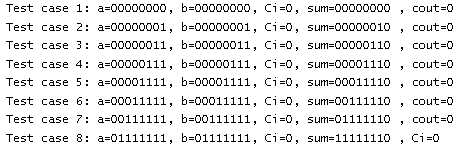 Test case 1: a=00000000, b=00000000, Ci=0, sum=00000000 , cout=0
Test case 2: a=00000001, b=00000001, Ci=0, sum=00000010 , cout=0
Test case 3: a=00000011, b=00000011, Ci=0, sum=00000110 , cout=0
Test case 4: a=00000111, b=00000111, Ci=0, sum=00001110 , cout=0
Test case 5: a=00001111, b=00001111, Ci=0, sum=00011110 , cout=0
Test case 6: a=00011111, b=00011111, Ci=0, sum=00111110 , cout=0
Test case 7: a=00111111, b=00111111, Ci=0, sum=01111110 , cout=0
Test case 8: a=01111111, b=01111111, Ci=0, sum=11111110 , Ci=0